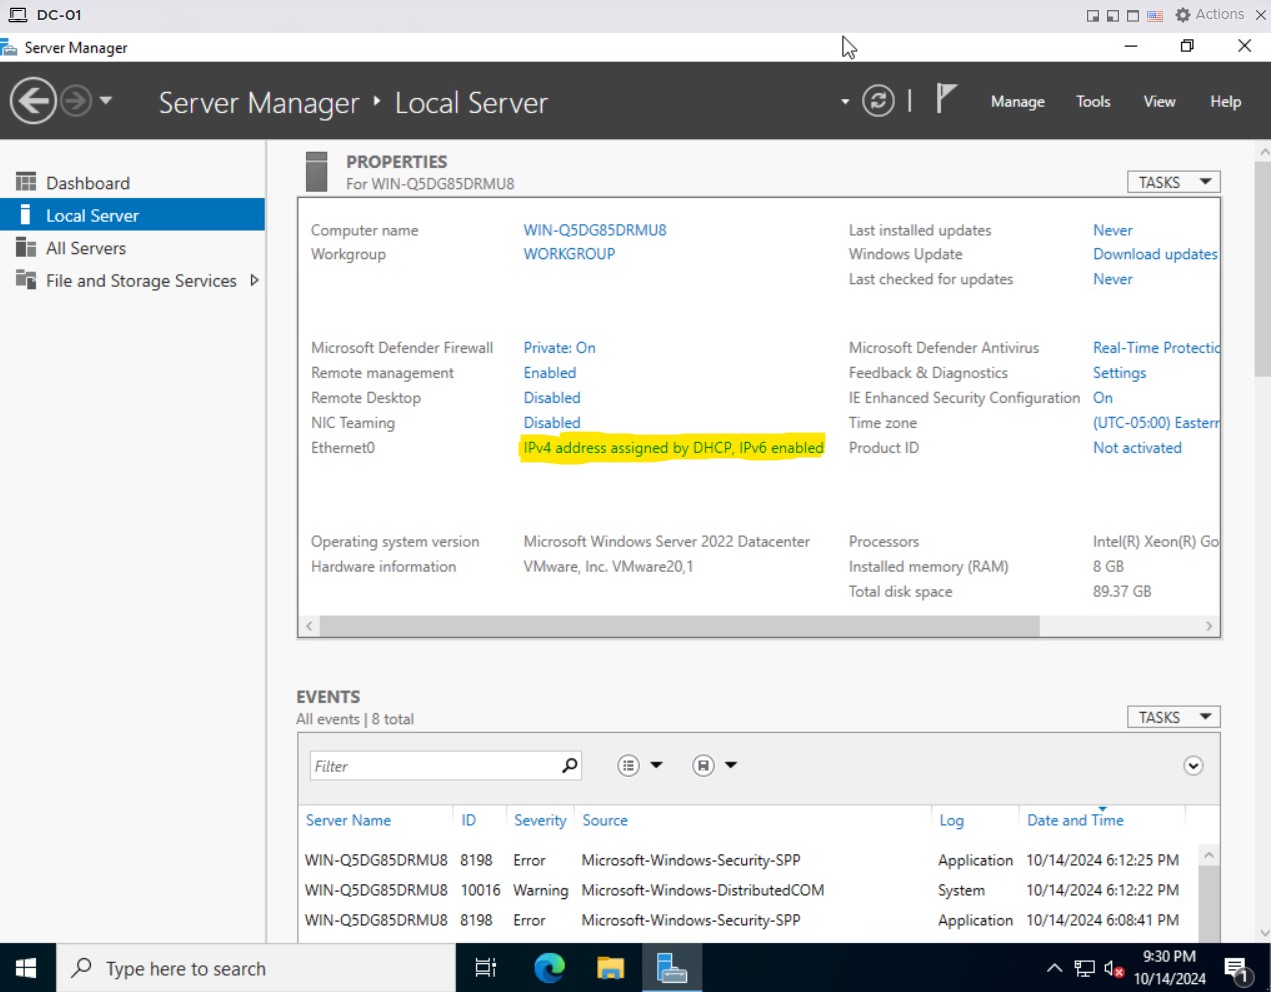 DC-01
Actions
Server Manager
Server Manager ‣ Local Server
Manage Tools View Help
Dashboard
Local Server
All Servers
File and Storage Services
PROPERTIES
For WIN-Q5DG85DRMU8
TASKS
Computer name WIN-Q5DG85DRMU8 Last installed updates Never
Workgroup WORKGROUP Windows Update Download updates
Last checked for updates Never
Microsoft Defender Firewall Private: On Microsoft Defender Antivirus Real-Time Protectic
Remote management Enabled Feedback & Diagnostics Settings
Remote Desktop Disabled IE Enhanced Security Configuration On
NIC Teaming Disabled Time zone (UTC-05:00) Eastern
Ethernet0 IPv4 address assigned by DHCP, IPv6 enabled Product ID Not activated
Operating system version Microsoft Windows Server 2022 Datacenter Processors Intel(R) Xeon(R) Go
Hardware information VMware, Inc. VMware20,1 Installed memory (RAM) 8 GB
Total disk space 89.37 GB
EVENTS
All events | 8 total
TASKS
Filter
Server Name ID Severity Source Log Date and Time
WIN-Q5DG85DRMU8 8198 Error Microsoft-Windows-Security-SPP Application 10/14/2024 6:12:25 PM
WIN-Q5DG85DRMU8 10016 Warning Microsoft-Windows-DistributedCOM System 10/14/2024 6:12:22 PM
WIN-Q5DG85DRMU8 8198 Error Microsoft-Windows-Security-SPP Application 10/14/2024 6:08:41 PM
Type here to search
9:30 PM
10/14/2024
1